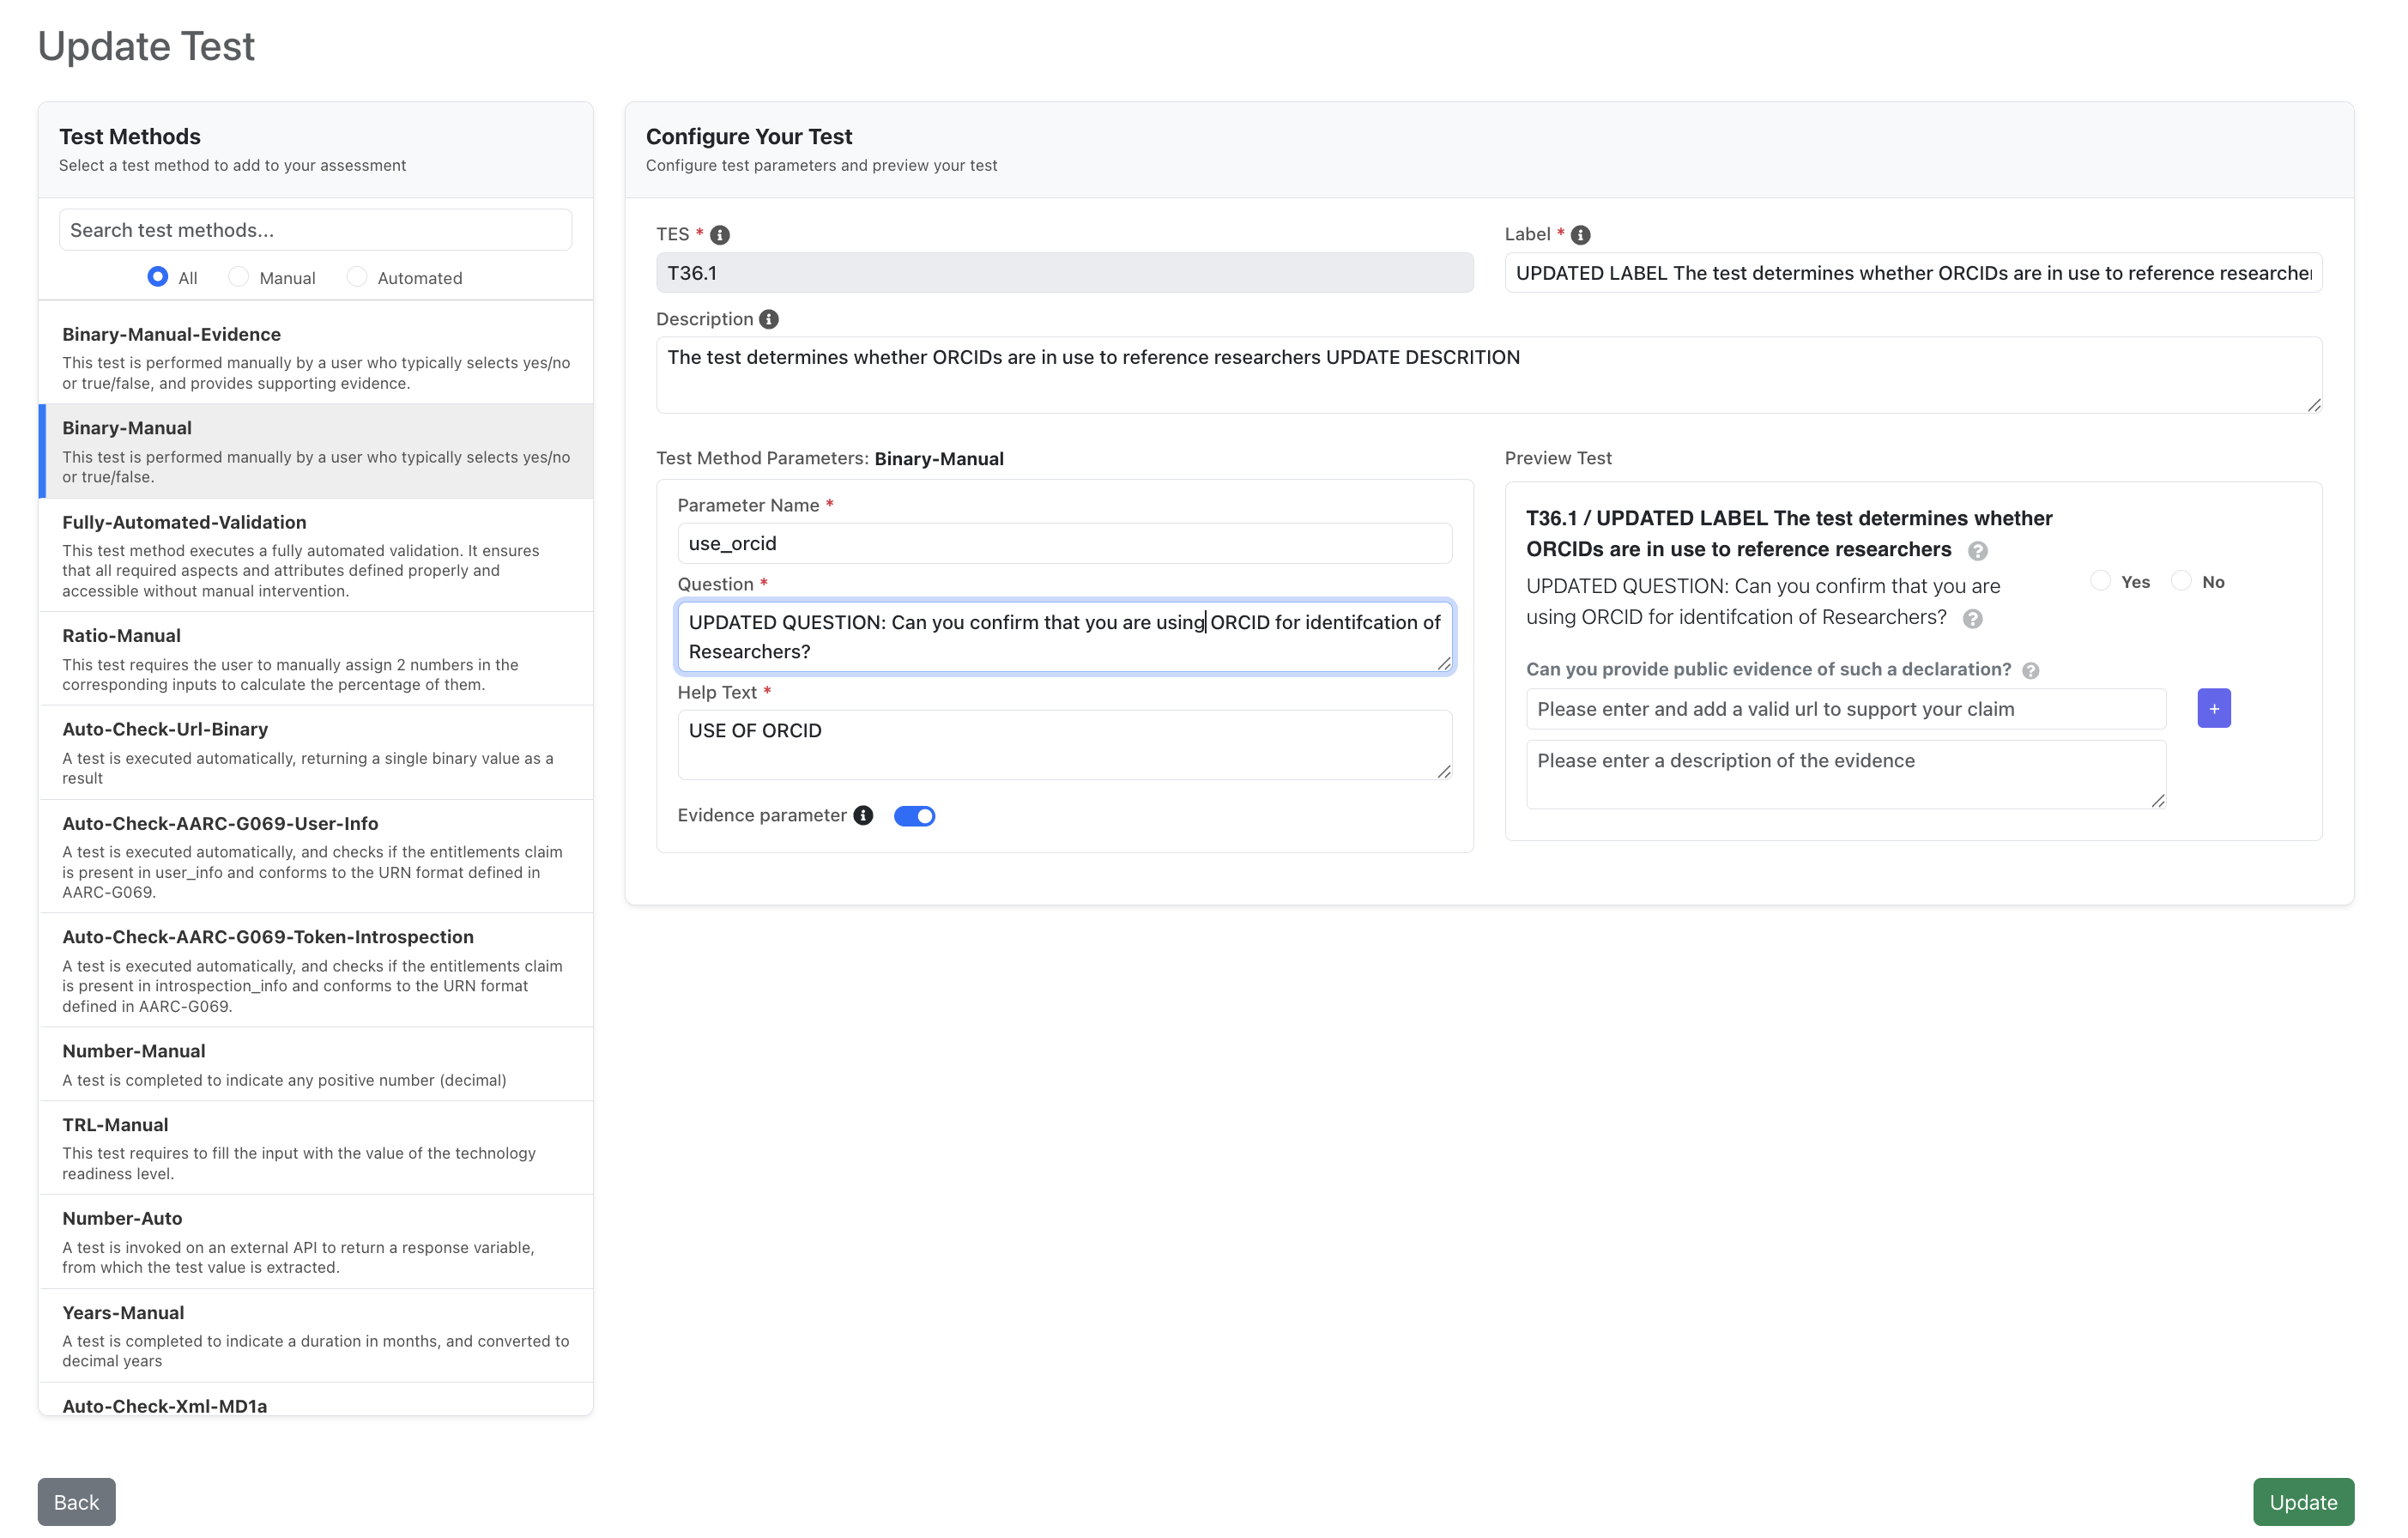 Update Test
Test Methods
Select a test method to add to your assessment
Search test methods...
All
Manual
Automated
Binary-Manual-Evidence
This test is performed manually by a user who typically selects yes/no
or true/false, and provides supporting evidence.
Binary-Manual
This test is performed manually by a user who typically selects yes/no
or true/false.
Fully-Automated-Validation
This test method executes a fully automated validation. It ensures
that all required aspects and attributes defined properly and
accessible without manual intervention.
Ratio-Manual
This test requires the user to manually assign 2 numbers in the
corresponding inputs to calculate the percentage of them.
Auto-Check-Url-Binary
A test is executed automatically, returning a single binary value as a
result
Auto-Check-AARC-G069-User-Info
A test is executed automatically, and checks if the entitlements claim
is present in user_info and conforms to the URN format defined in
AARC-G069.
Auto-Check-AARC-G069-Token-Introspection
A test is executed automatically, and checks if the entitlements claim
is present in introspection_info and conforms to the URN format
defined in AARC-G069.
Number-Manual
A test is completed to indicate any positive number (decimal)
TRL-Manual
This test requires to fill the input with the value of the technology
readiness level.
Number-Auto
A test is invoked on an external API to return a response variable,
from which the test value is extracted.
Years-Manual
A test is completed to indicate a duration in months, and converted to
decimal years
Auto-Check-Xml-MD1a
Configure Your Test
Configure test parameters and preview your test
TES *
T36.1
Label *
UPDATED LABEL The test determines whether ORCIDs are in use to reference researcher
Description
The test determines whether ORCIDs are in use to reference researchers UPDATE DESCRITION
Test Method Parameters: Binary-Manual
Parameter Name *
use_orcid
Question *
UPDATED QUESTION: Can you confirm that you are using ORCID for identifcation of
Researchers?
Help Text *
USE OF ORCID
Evidence parameter
Preview Test
T36.1 / UPDATED LABEL The test determines whether
ORCIDs are in use to reference researchers ?
UPDATED QUESTION: Can you confirm that you are
using ORCID for identifcation of Researchers? ?
Yes
No
Can you provide public evidence of such a declaration? ?
Please enter and add a valid url to support your claim
+
Please enter a description of the evidence
Back
Update